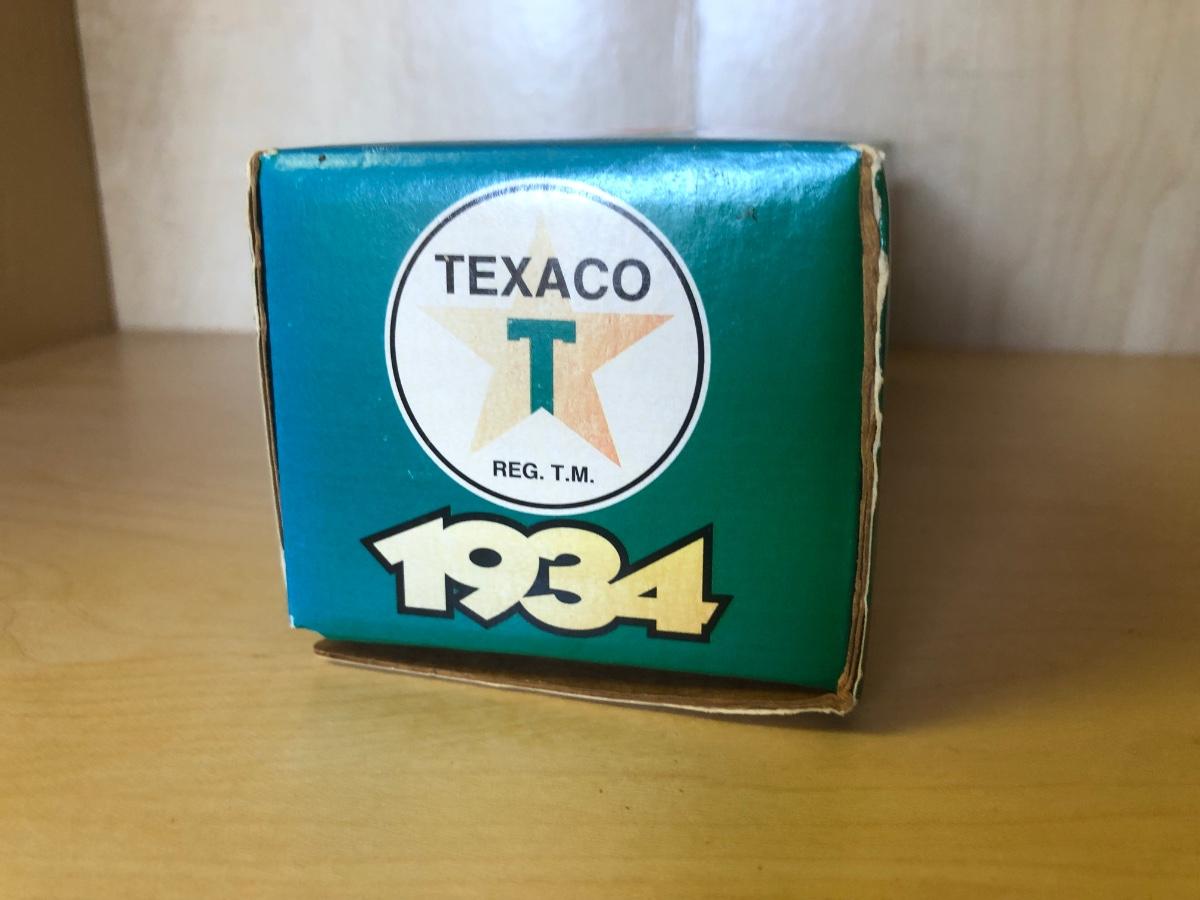 TEXACO
T
REG. T.M.
1934